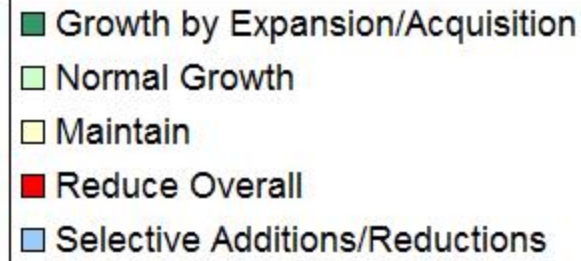 Growth by Expansion/Acquisition
Normal Growth
Maintain
Reduce Overall
Selective Additions/Reductions